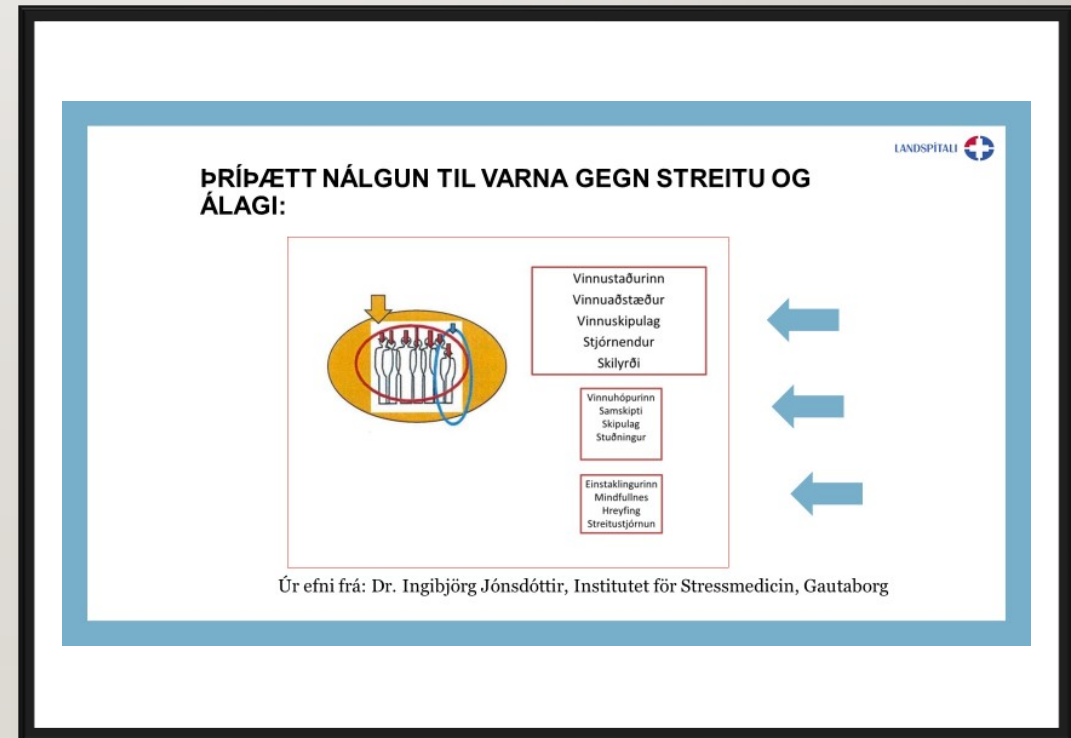 LANDSPÍTALI
ÞRÍÞÆTT NÁLGUN TIL VARNA GEGN STREITU OG
ÁLAGI:
Vinnustaðurinn
Vinnuaðstæður
Vinnuskipulag
Stjórnendur
Skilyrði
Vinnuhópurinn
Samskipti
Skipulag
Stuðningur
Einstaklingurinn
Mindfullnes
Hreyfing
Streitustjórnun
Úr efni frá: Dr. Ingibjörg Jónsdóttir, Institutet för Stressmedicin, Gautaborg